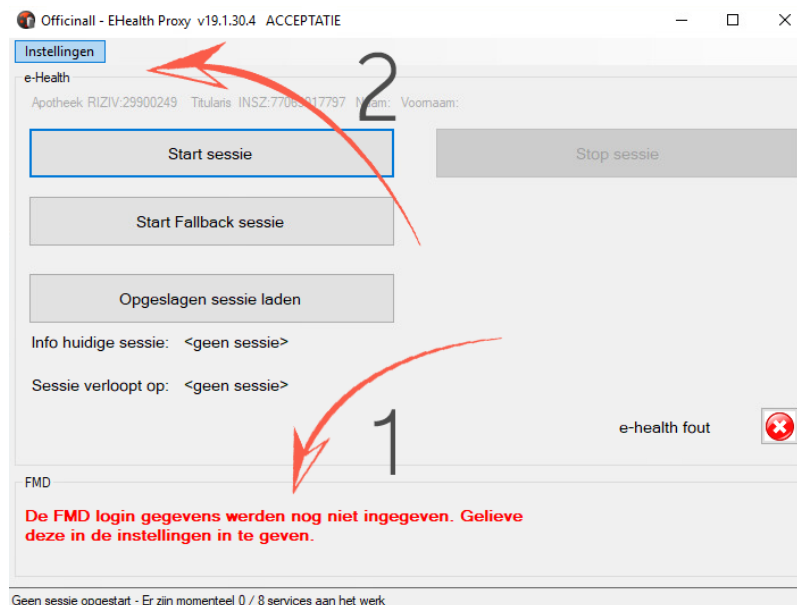 Officinall - EHealth Proxy v19.1.30.4 ACCEPTATIE
Instellingen
2
e-Health
Apotheek RIZIV:29900249 Titularis INSZ: Voornaam:
Start sessie
Stop sessie
Start Fallback sessie
Opgeslagen sessie laden
Info huidige sessie: <geen sessie>
Sessie verloopt op: <geen sessie>
1
e-health fout
FMD
De FMD login gegevens werden nog niet ingegeven. Gelieve
deze in de instellingen in te geven.
Geen sessie opgestart - Er zijn momenteel 0 / 8 services aan het werk